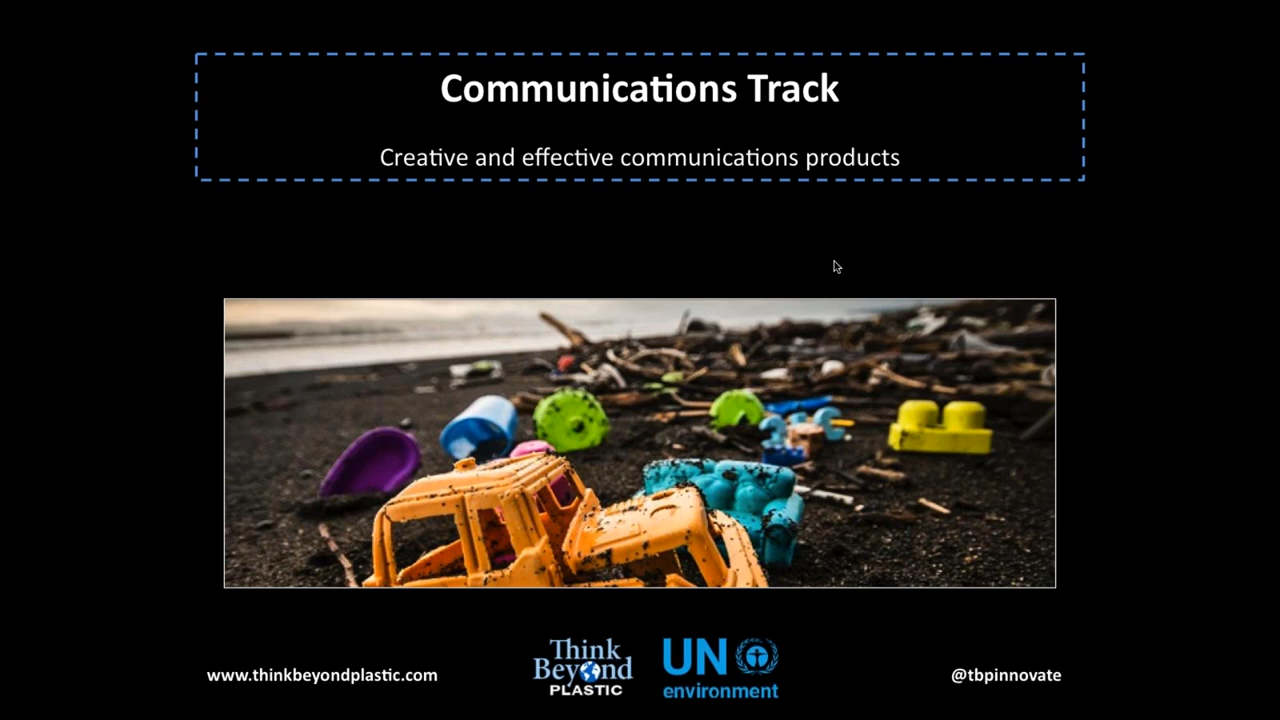 Communications Track
Creative and effective communications products
www.thinkbeyondplastic.com
Think
Beyond
PLASTIC
UN
environment
@tbpinnovate